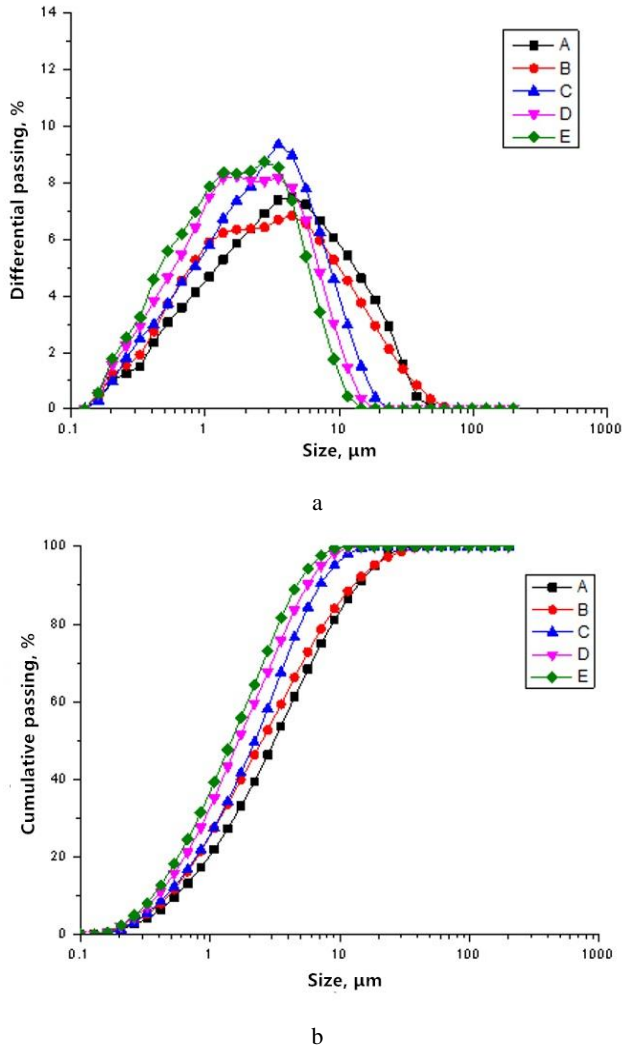 14
12
10
8
6
4
2
0
Differential passing, %
A
B
C
D
E
0.1 1 10 100 1000
Size, μm
a
100
80
60
40
20
0
Cumulative passing, %
A
B
C
D
E
0.1 1 10 100 1000
Size, μm
b